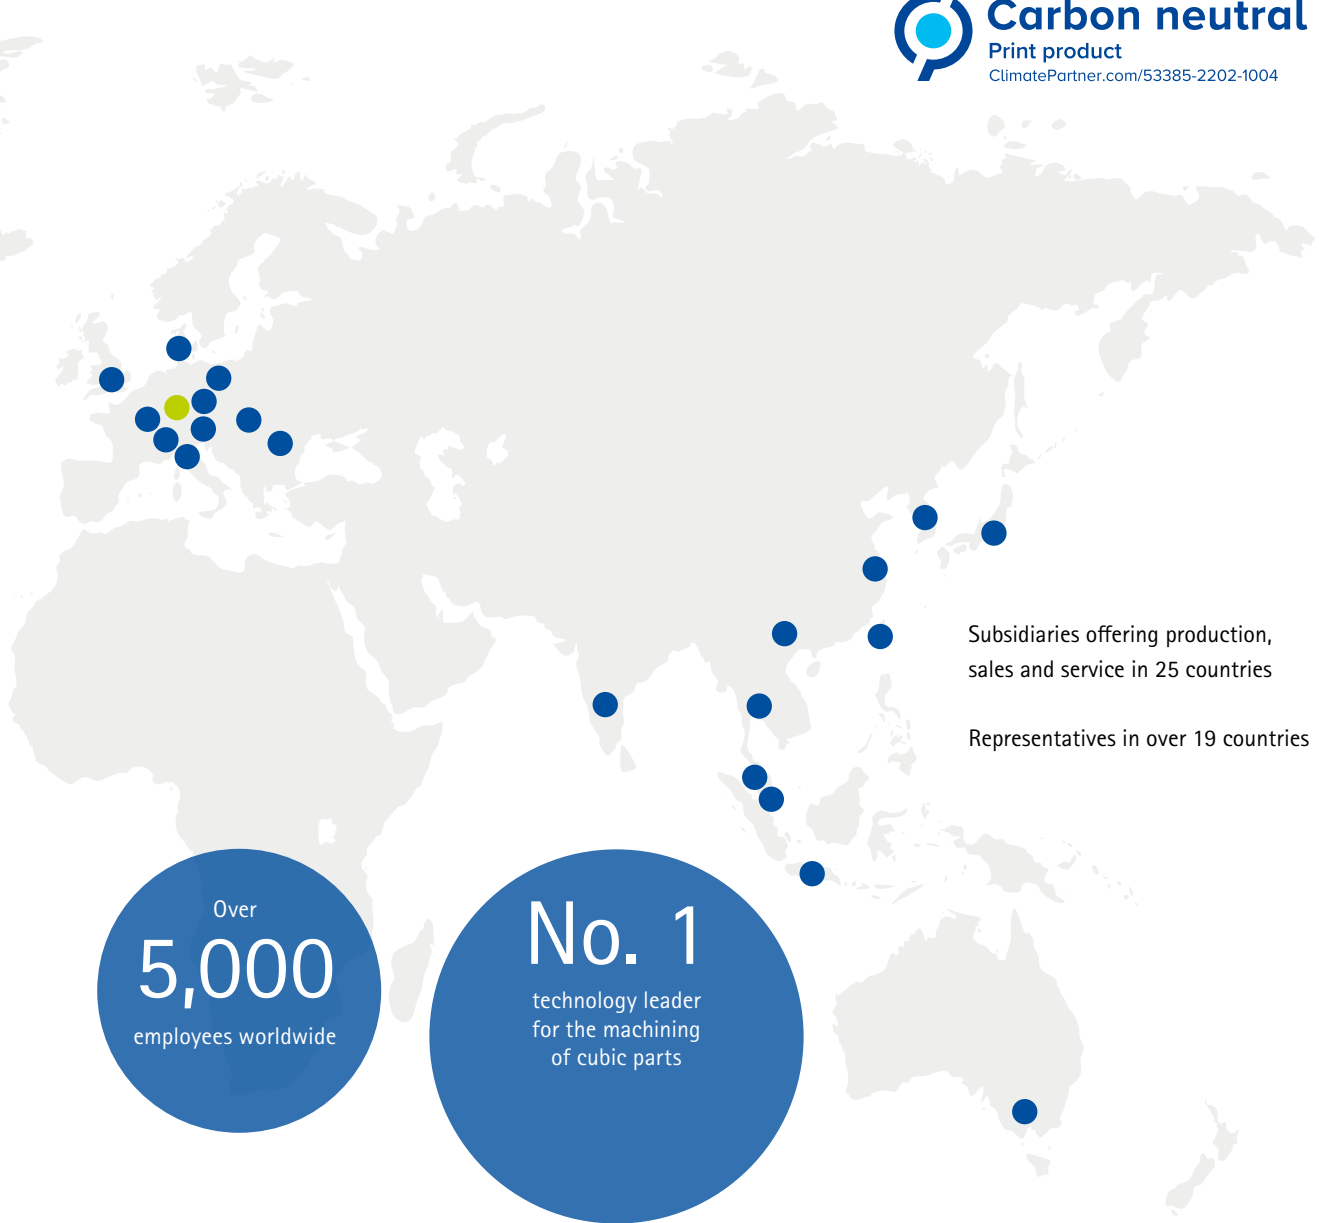 Carbon neutral
Print product
ClimatePartner.com/53385-2202-1004
Subsidiaries offering production,
sales and service in 25 countries
Representatives in over 19 countries
Over
5,000
employees worldwide
No. 1
technology leader
for the machining
of cubic parts